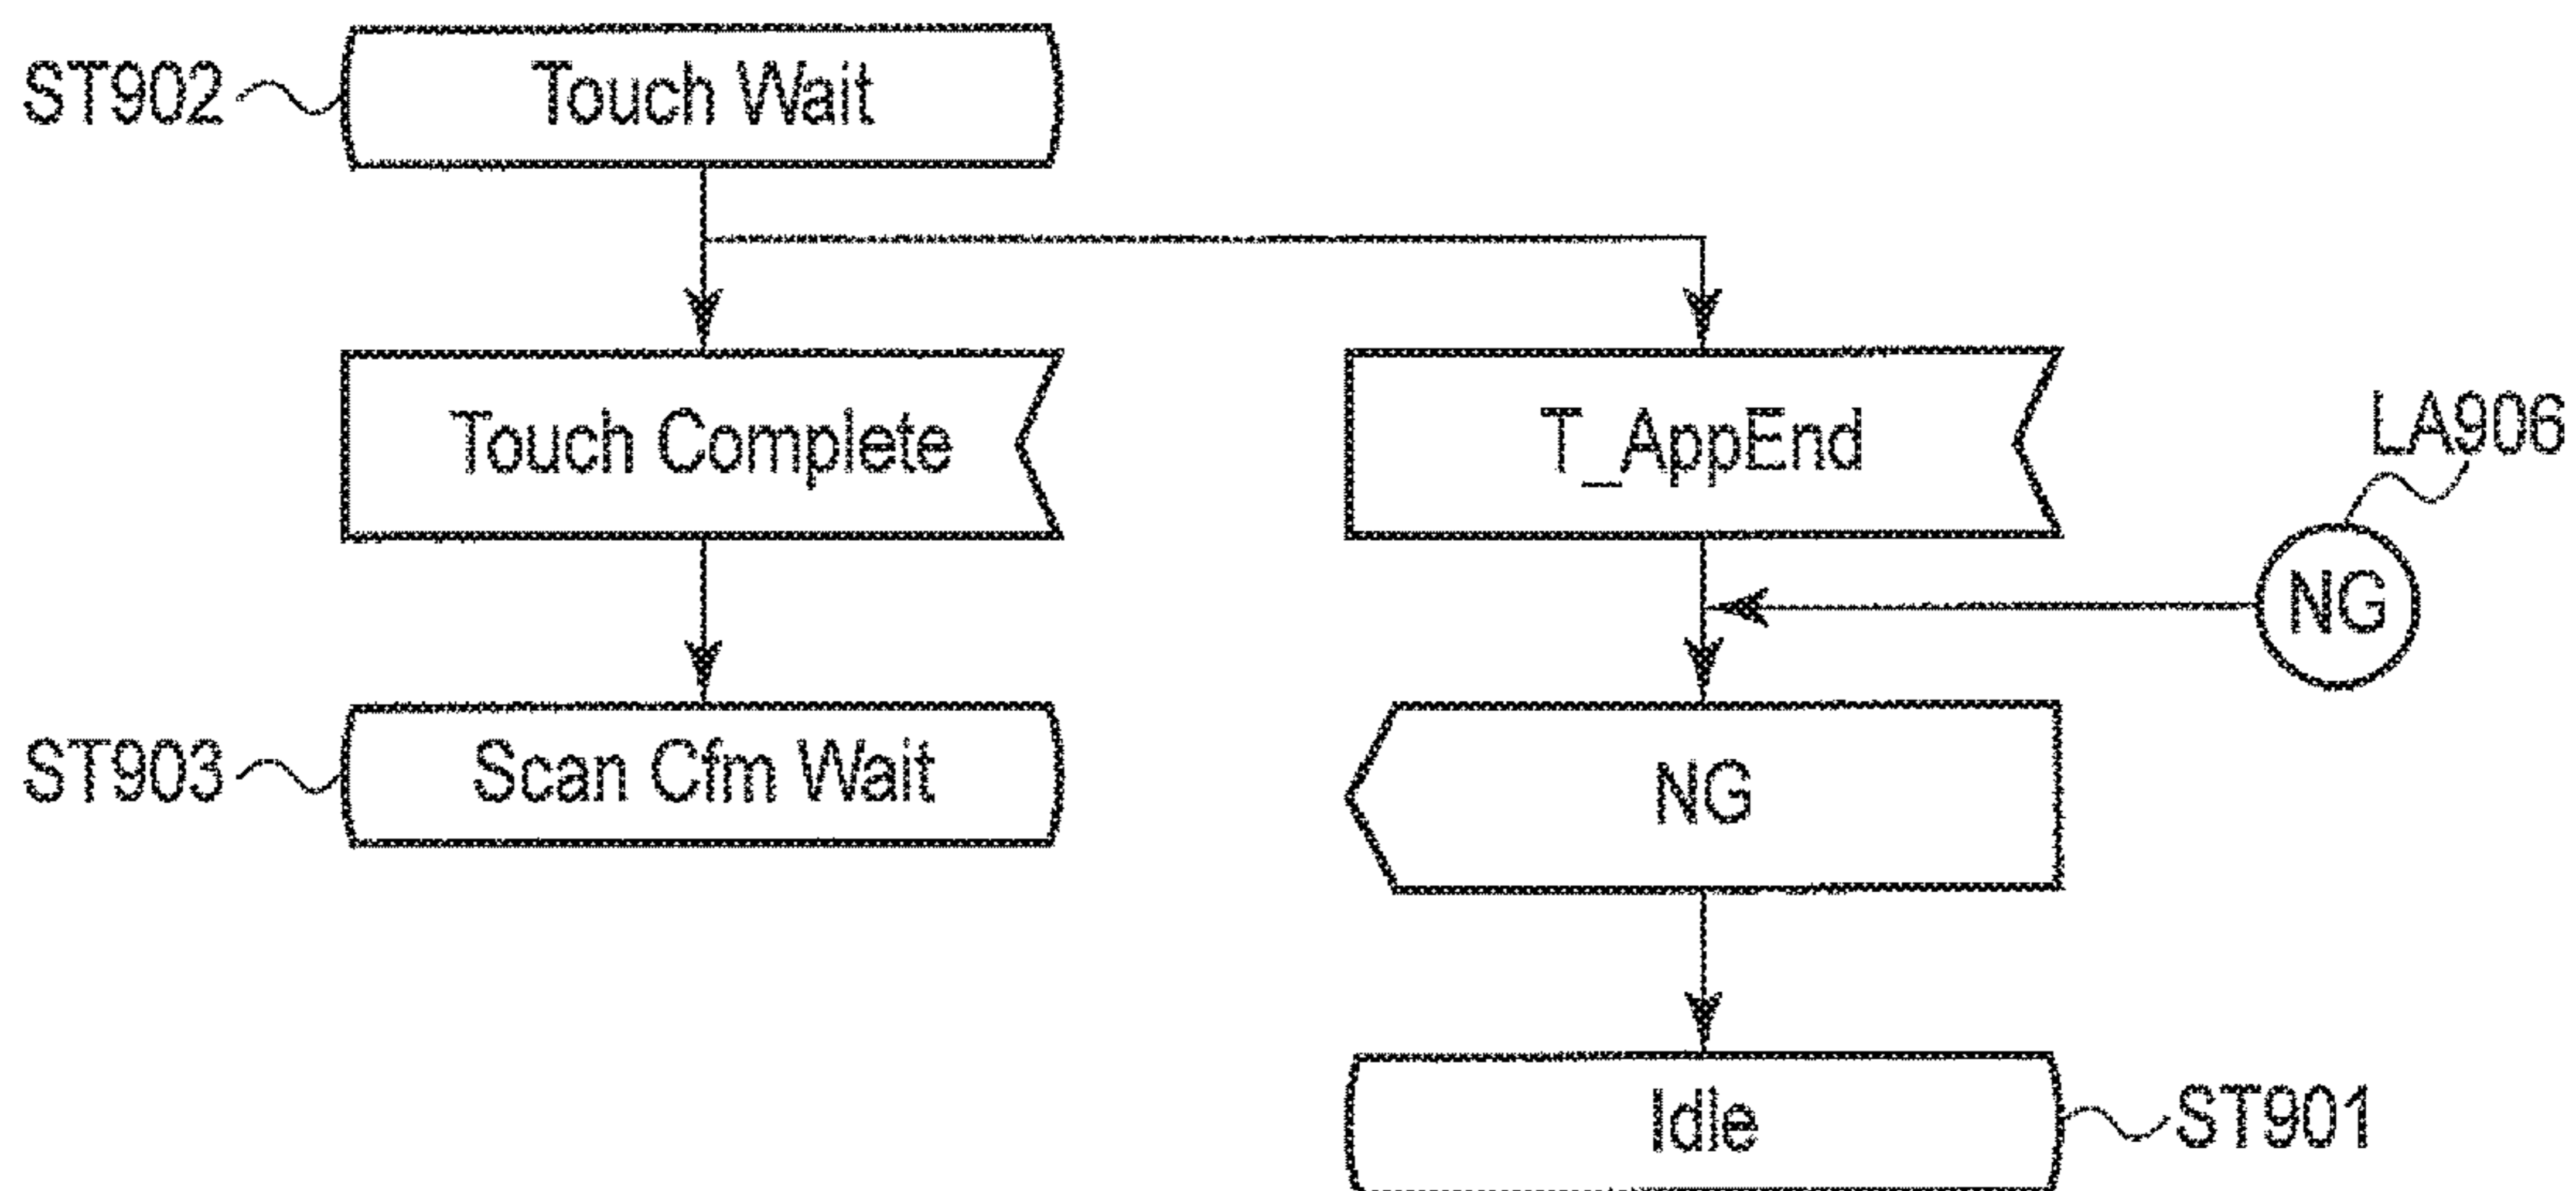 ST902
Touch Wait
Touch Complete
T_AppEnd
LA906
NG
ST903
Scan Cfm Wait
NG
Idle
ST901